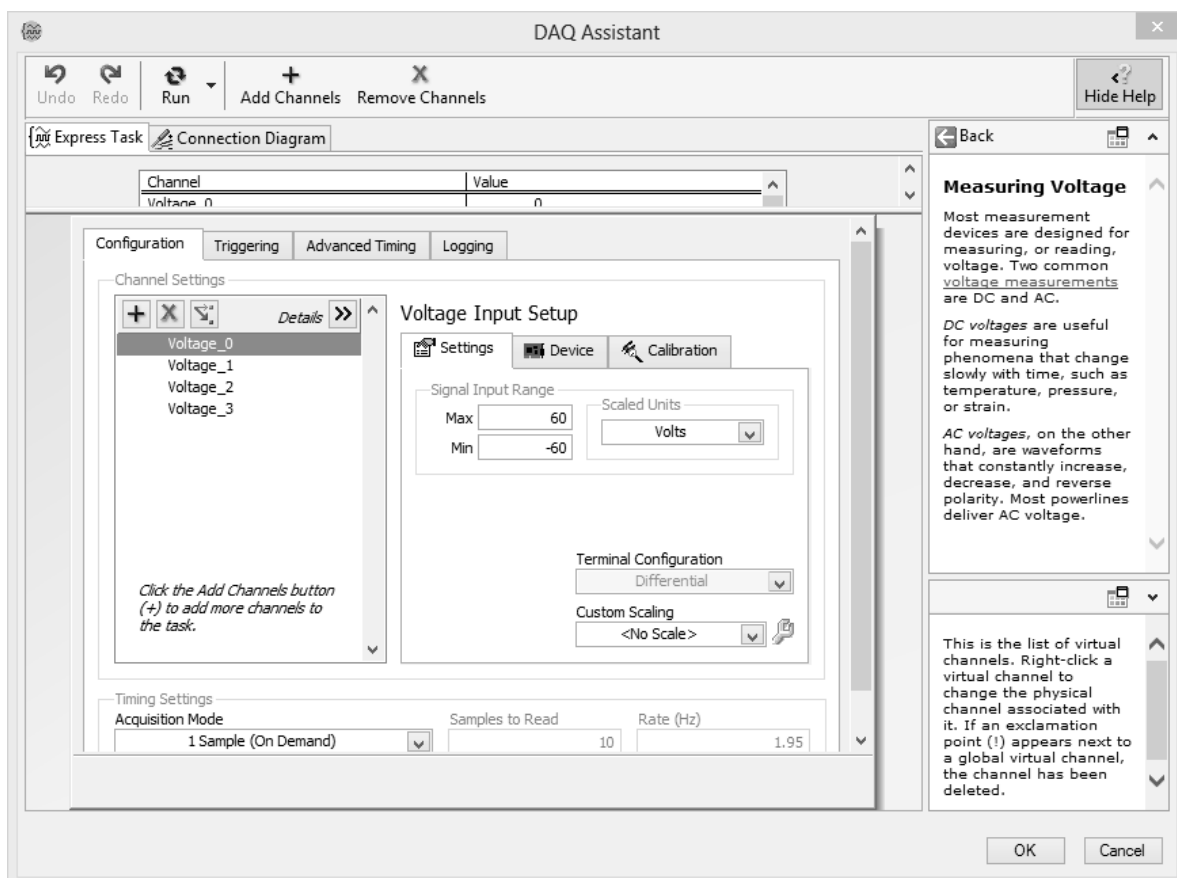 DAQ Assistant
Undo Redo Run Add Channels Remove Channels
Hide Help
Express Task Connection Diagram
Channel Value
Voltage_0 0
Configuration Triggering Advanced Timing Logging
Channel Settings
Details
Voltage_0
Voltage_1
Voltage_2
Voltage_3
Click the Add Channels button
(+) to add more channels to
the task.
Voltage Input Setup
Settings Device Calibration
Signal Input Range
Max 60
Min -60
Scaled Units
Volts
Terminal Configuration
Differential
Custom Scaling
<No Scale>
Timing Settings
Acquisition Mode Samples to Read Rate (Hz)
1 Sample (On Demand) 10 1.95
Back
Measuring Voltage
Most measurement
devices are designed for
measuring, or reading,
voltage. Two common
voltage measurements
are DC and AC.
DC voltages are useful
for measuring
phenomena that change
slowly with time, such as
temperature, pressure,
or strain.
AC voltages, on the other
hand, are waveforms
that constantly increase,
decrease, and reverse
polarity. Most powerlines
deliver AC voltage.
This is the list of virtual
channels. Right-click a
virtual channel to
change the physical
channel associated with
it. If an exclamation
point (!) appears next to
a global virtual channel,
the channel has been
deleted.
OK Cancel